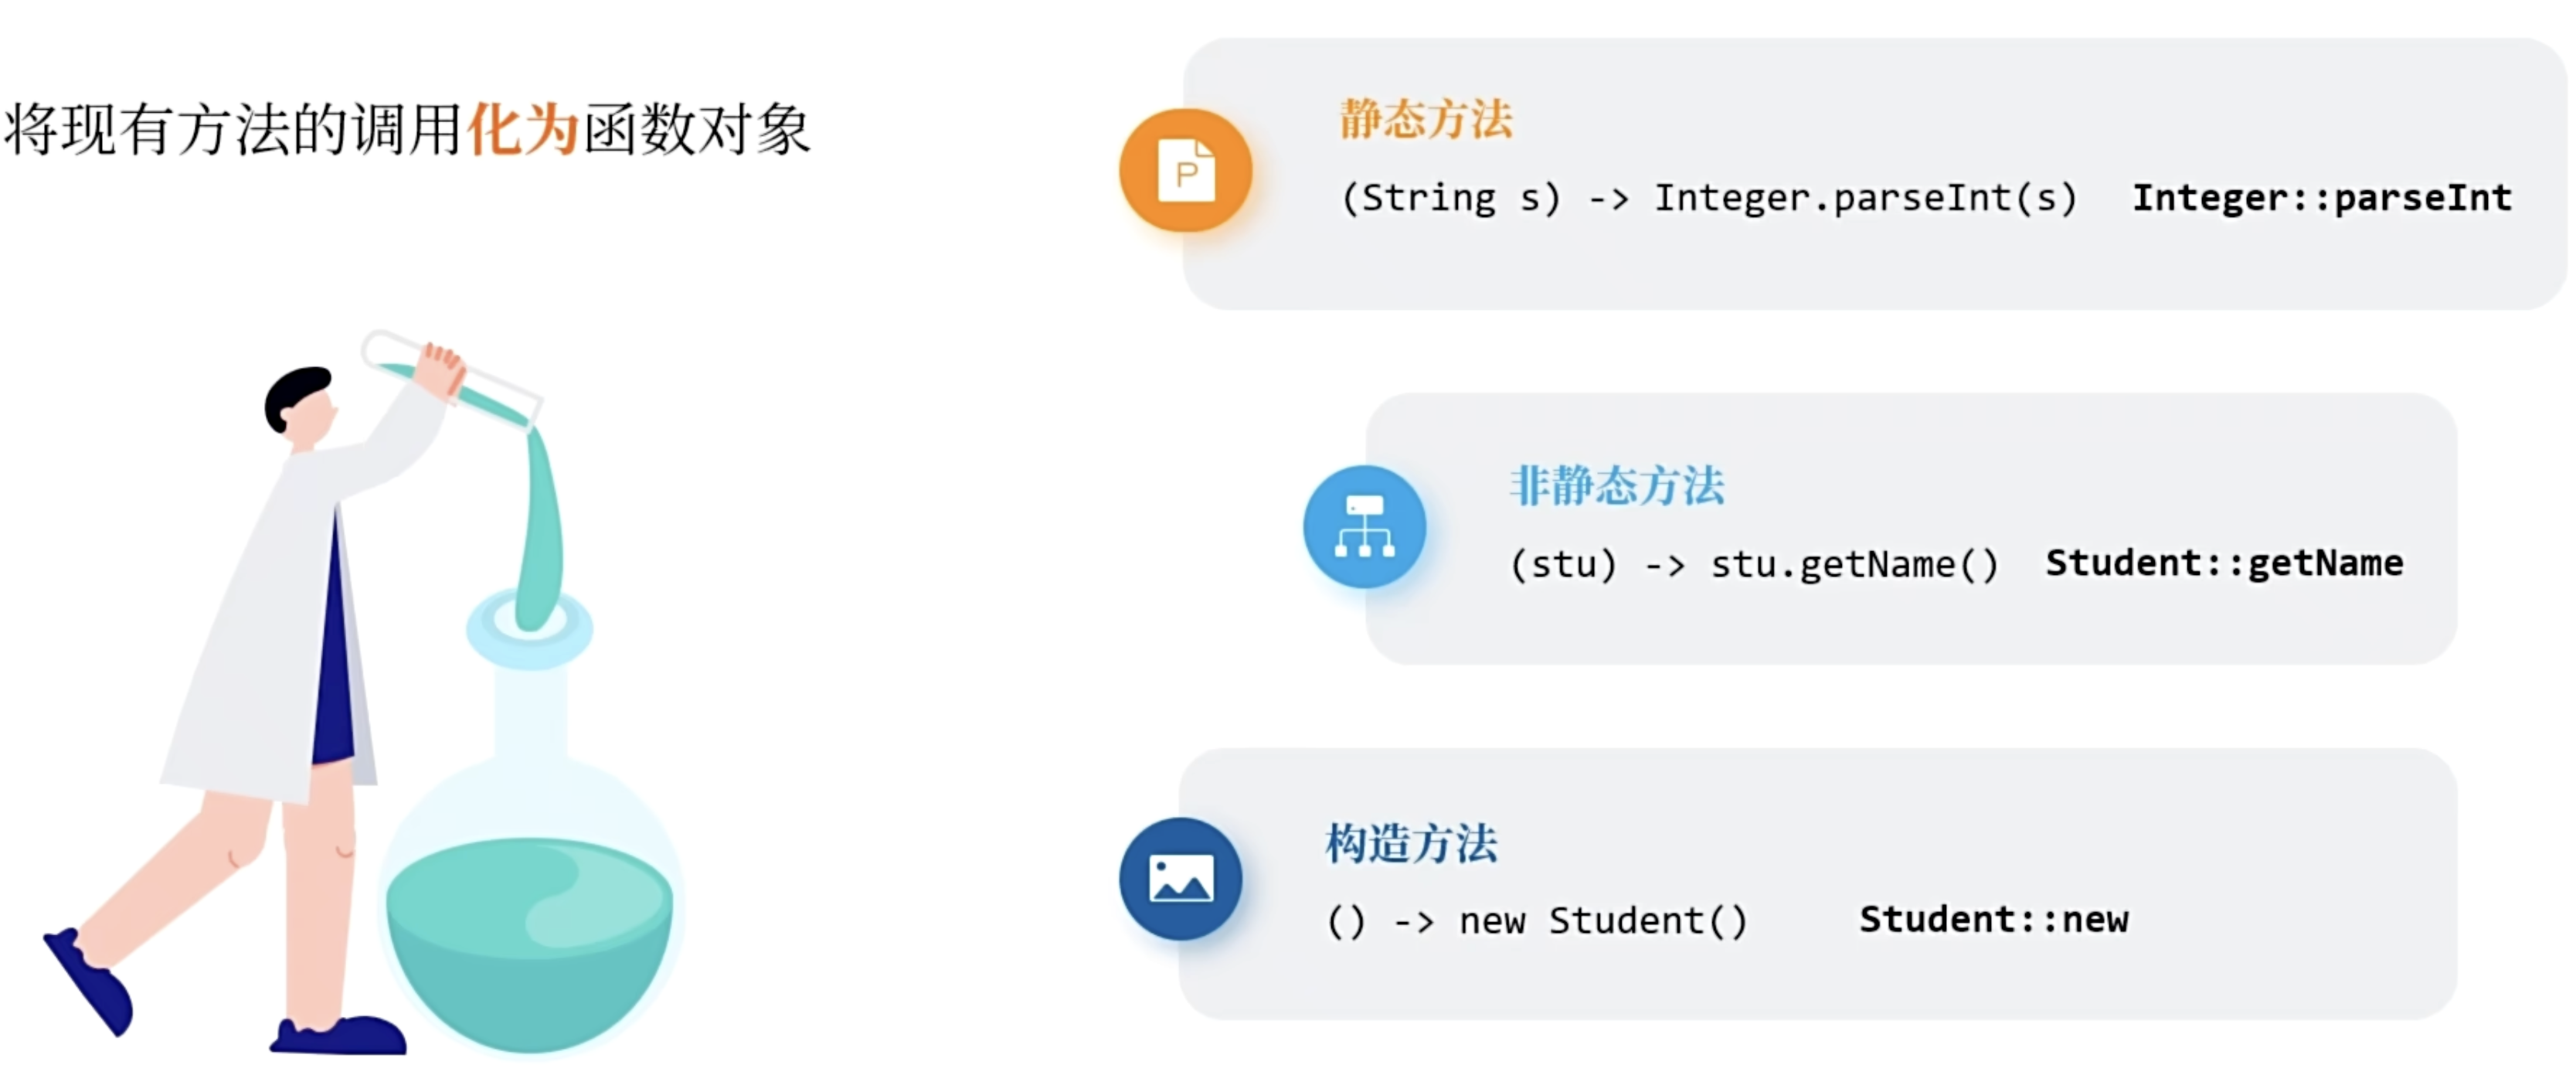 将现有方法的调用化为函数对象
静态方法
(String s) -> Integer.parseInt(s) Integer::parseInt
非静态方法
(stu) -> stu.getName() Student::getName
构造方法
() -> new Student() Student::new
P